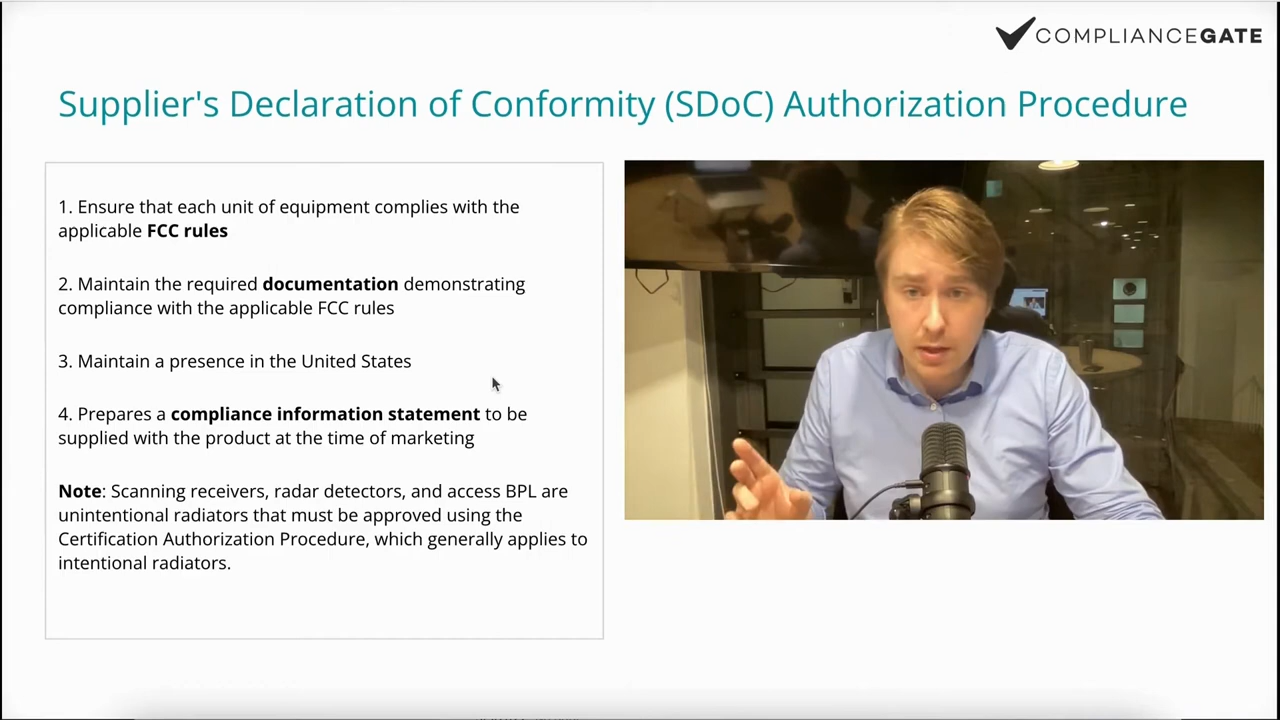 COMPLIANCEGATE
Supplier's Declaration of Conformity (SDoC) Authorization Procedure
1. Ensure that each unit of equipment complies with the
applicable FCC rules
2. Maintain the required documentation demonstrating
compliance with the applicable FCC rules
3. Maintain a presence in the United States
4. Prepares a compliance information statement to be
supplied with the product at the time of marketing
Note: Scanning receivers, radar detectors, and access BPL are
unintentional radiators that must be approved using the
Certification Authorization Procedure, which generally applies to
intentional radiators.